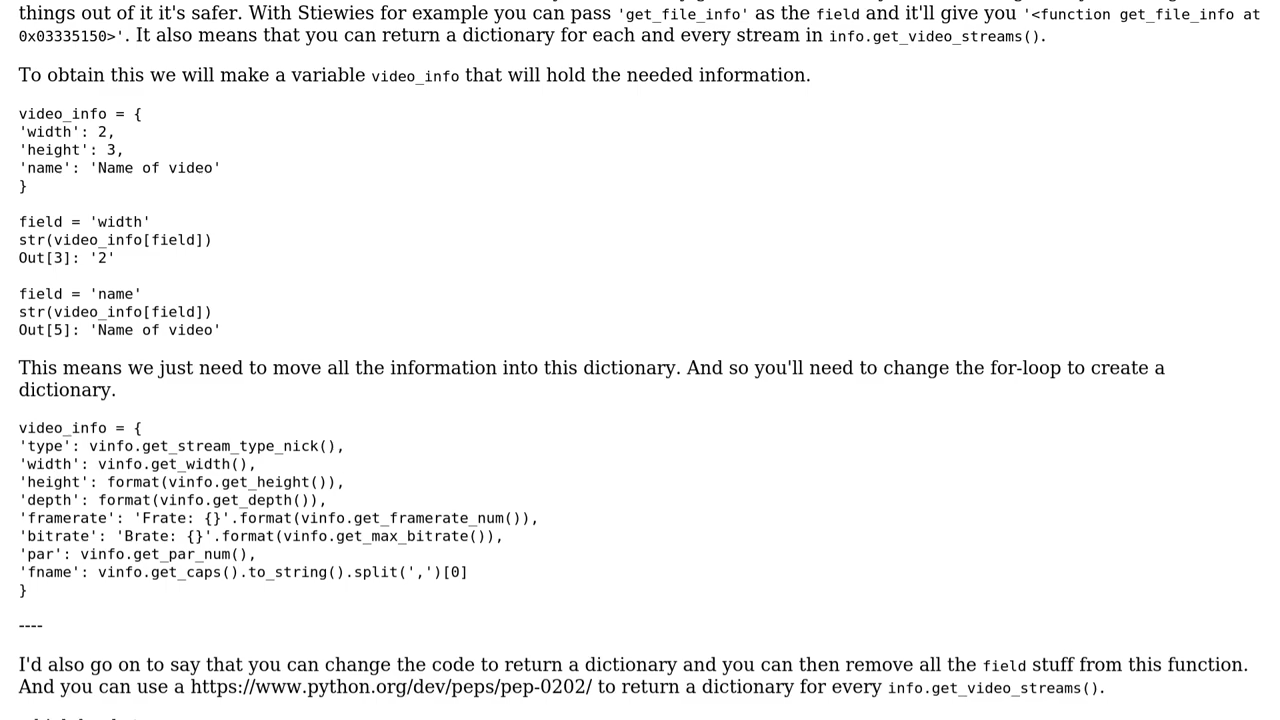 things out of it it's safer. With Stiewies for example you can pass 'get_file_info' as the field and it'll give you '<function get_file_info at
0x03335150>'. It also means that you can return a dictionary for each and every stream in info.get_video_streams().
To obtain this we will make a variable video_info that will hold the needed information.
video_info = {
'width': 2,
'height': 3,
'name': 'Name of video'
}
field = 'width'
str(video_info[field])
Out[3]: '2'
field = 'name'
str(video_info[field])
Out[5]: 'Name of video'
This means we just need to move all the information into this dictionary. And so you'll need to change the for-loop to create a
dictionary.
video_info = {
'type': vinfo.get_stream_type_nick(),
'width': vinfo.get_width(),
'height': format(vinfo.get_height()),
'depth': format(vinfo.get_depth()),
'framerate': 'Frate: {}'.format(vinfo.get_framerate_num()),
'bitrate': 'Brate: {}'.format(vinfo.get_max_bitrate()),
'par': vinfo.get_par_num(),
'fname': vinfo.get_caps().to_string().split(',')[0]
}
----
I'd also go on to say that you can change the code to return a dictionary and you can then remove all the field stuff from this function.
And you can use a https://www.python.org/dev/peps/pep-0202/ to return a dictionary for every info.get_video_streams().